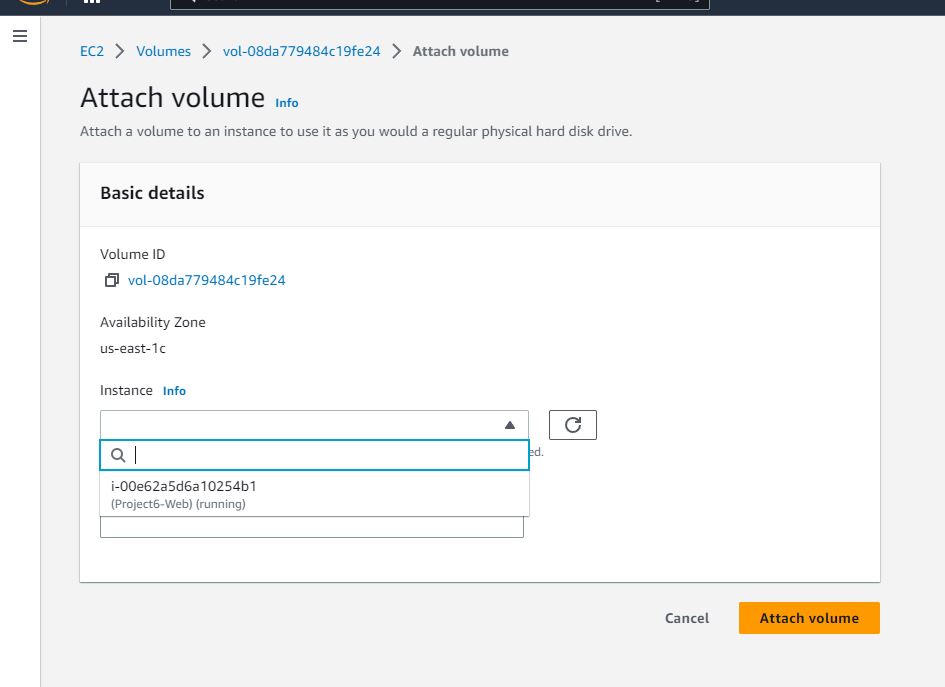 EC2 > Volumes > vol-08da779484c19fe24 > Attach volume
Attach volume Info
Attach a volume to an instance to use it as you would a regular physical hard disk drive.
Basic details
Volume ID
vol-08da779484c19fe24
Availability Zone
us-east-1c
Instance Info
ed.
i-00e62a5d6a10254b1
(Project6-Web) (running)
Cancel Attach volume